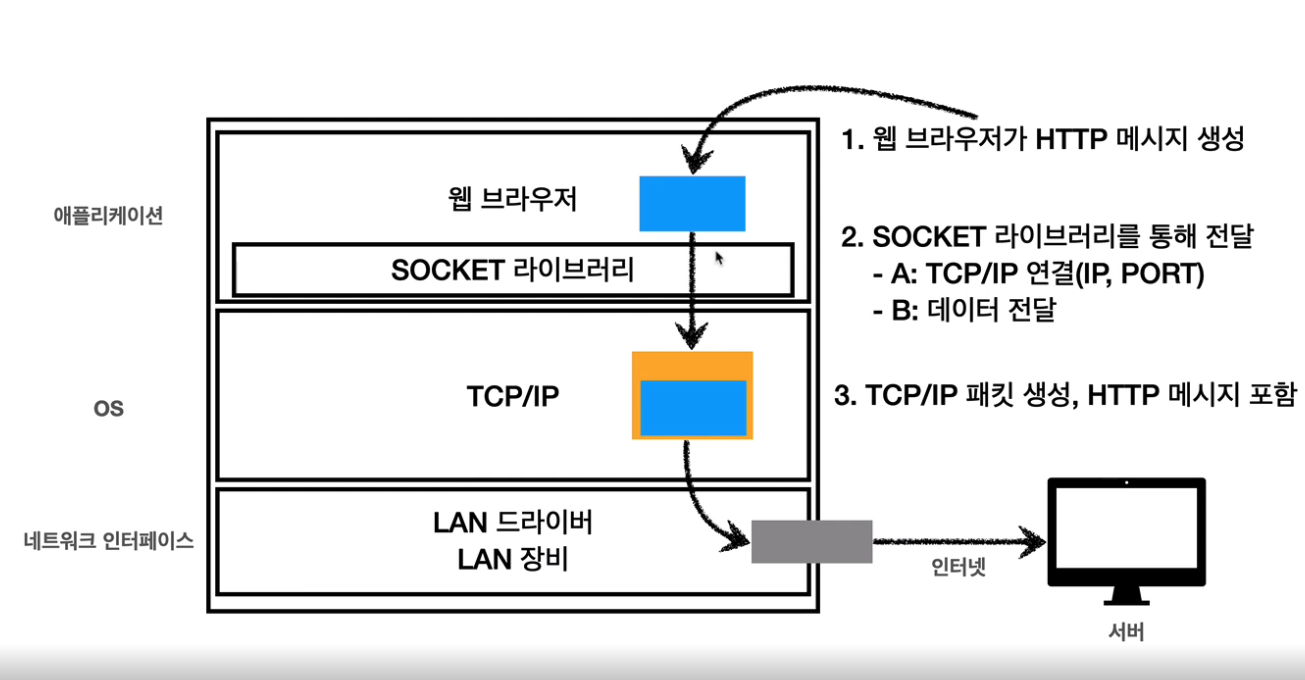 1. 웹 브라우저가 HTTP 메시지 생성
애플리케이션
웹 브라우저
SOCKET 라이브러리
2. SOCKET 라이브러리를 통해 전달
- A: TCP/IP 연결(IP, PORT)
- B: 데이터 전달
OS
TCP/IP
3. TCP/IP 패킷 생성, HTTP 메시지 포함
네트워크 인터페이스
LAN 드라이버
LAN 장비
인터넷
서버